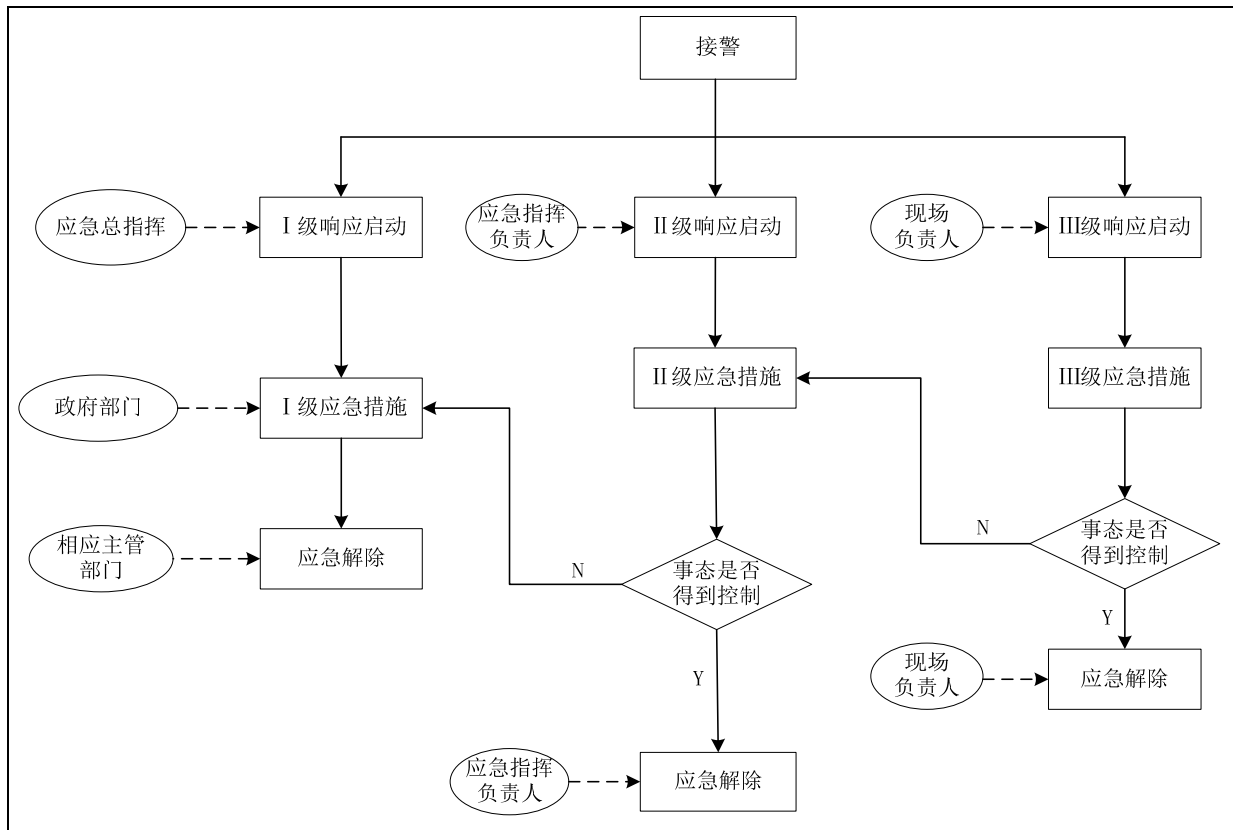 接警
应急总指挥
Ⅰ级响应启动
应急指挥
负责人
Ⅱ级响应启动
现场
负责人
Ⅲ级响应启动
Ⅱ级应急措施
Ⅲ级应急措施
政府部门
Ⅰ级应急措施
相应主管
部门
应急解除
N
事态是否
得到控制
N
事态是否
得到控制
Y
Y
现场
负责人
应急解除
应急指挥
负责人
应急解除